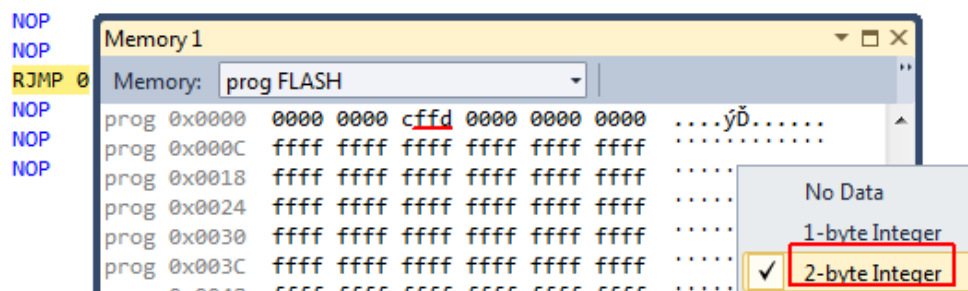 NOP
NOP
RJMP 0
NOP
NOP
NOP
Memory 1
Memory: prog FLASH
prog 0x0000 0000 0000 cffd 0000 0000 0000 ....ýĎ......
prog 0x000C ffff ffff ffff ffff ffff ffff ............
prog 0x0018 ffff ffff ffff ffff ffff ffff .....
prog 0x0024 ffff ffff ffff ffff ffff ffff .....
prog 0x0030 ffff ffff ffff ffff ffff ffff .....
prog 0x003C ffff ffff ffff ffff ffff ffff .....
No Data
1-byte Integer
2-byte Integer